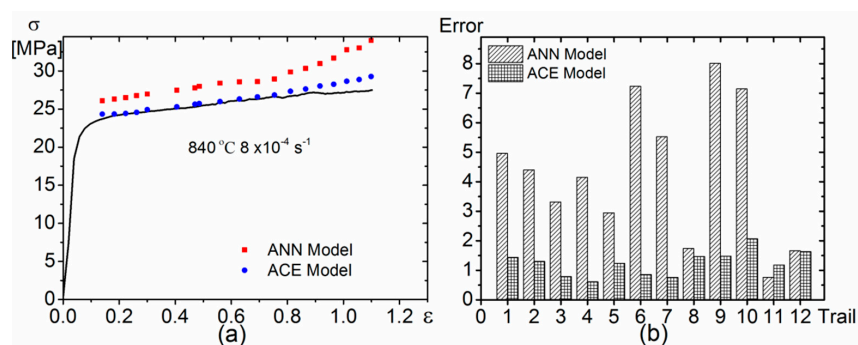 σ
[MPa]
30
25
20
15
10
5
0
840 ℃ 8 x10⁻⁴ s⁻¹
ANN Model
ACE Model
0.0 0.2 0.4 0.6 0.8 1.0 1.2 ε
(a)
Error
8
7
6
5
4
3
2
1
0
ANN Model
ACE Model
0 1 2 3 4 5 6 7 8 9 10 11 12 Trail
(b)